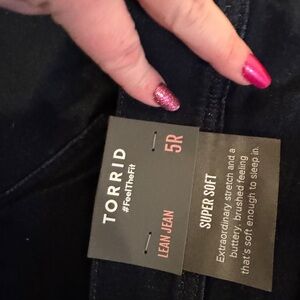 TORRID
#FeelTheFit
LEAN JEAN
5R
SUPER SOFT
Extraordinary stretch and a
buttery, brushed feeling
that's soft enough to sleep in.